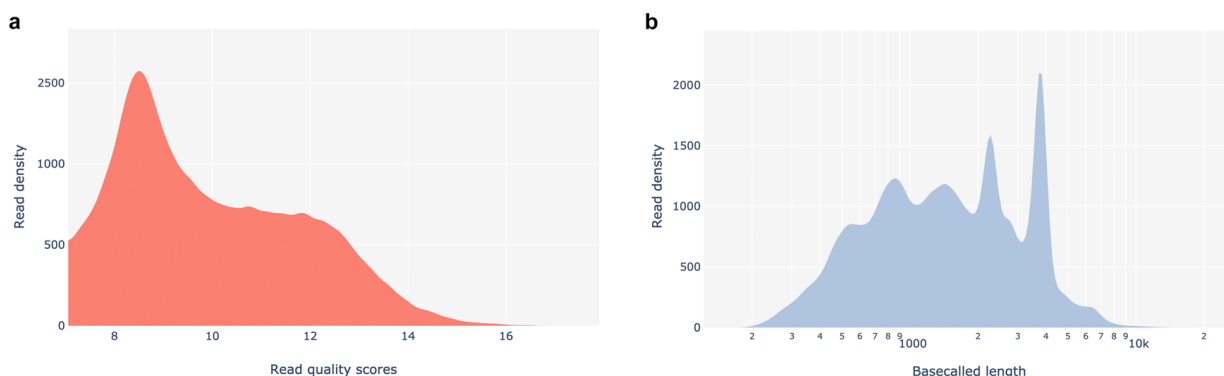 a
2500
1000
500
0
Read density
8 10 12 14 16
Read quality scores
b
2000
1500
1000
500
0
Read density
2 3 4 5 6 7 8 9 1000 2 3 4 5 6 7 8 9 10k 2
Basecalled length